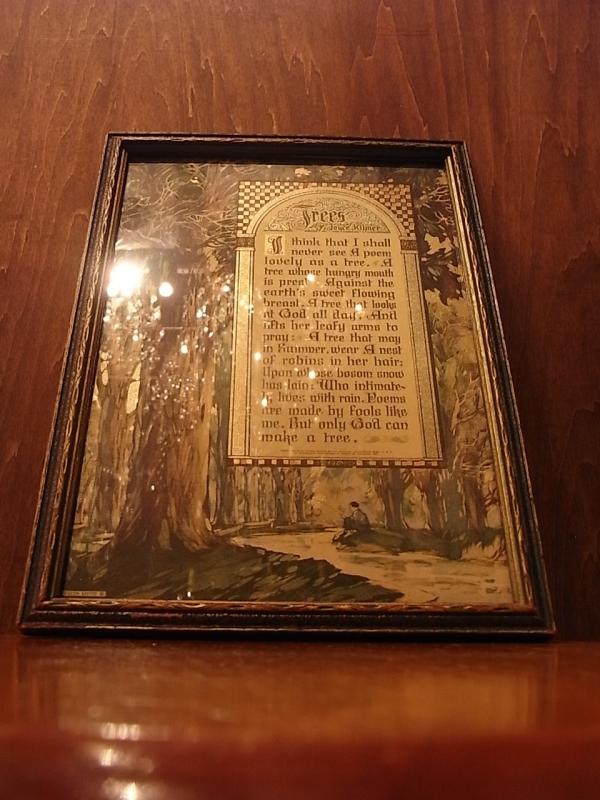 Trees
by Joyce Kilmer
I think that I shall
never see A poem
lovely as a tree. A
tree whose hungry mouth
is prest Against the
earth's sweet flowing
breast. A tree that looks
at God all day, And
lifts her leafy arms to
pray: A tree that may
in Summer, wear A nest
of robins in her hair;
Upon whose bosom snow
has lain; Who intimate-
ly lives with rain. Poems
are made by fools like
me. But only God can
make a tree.